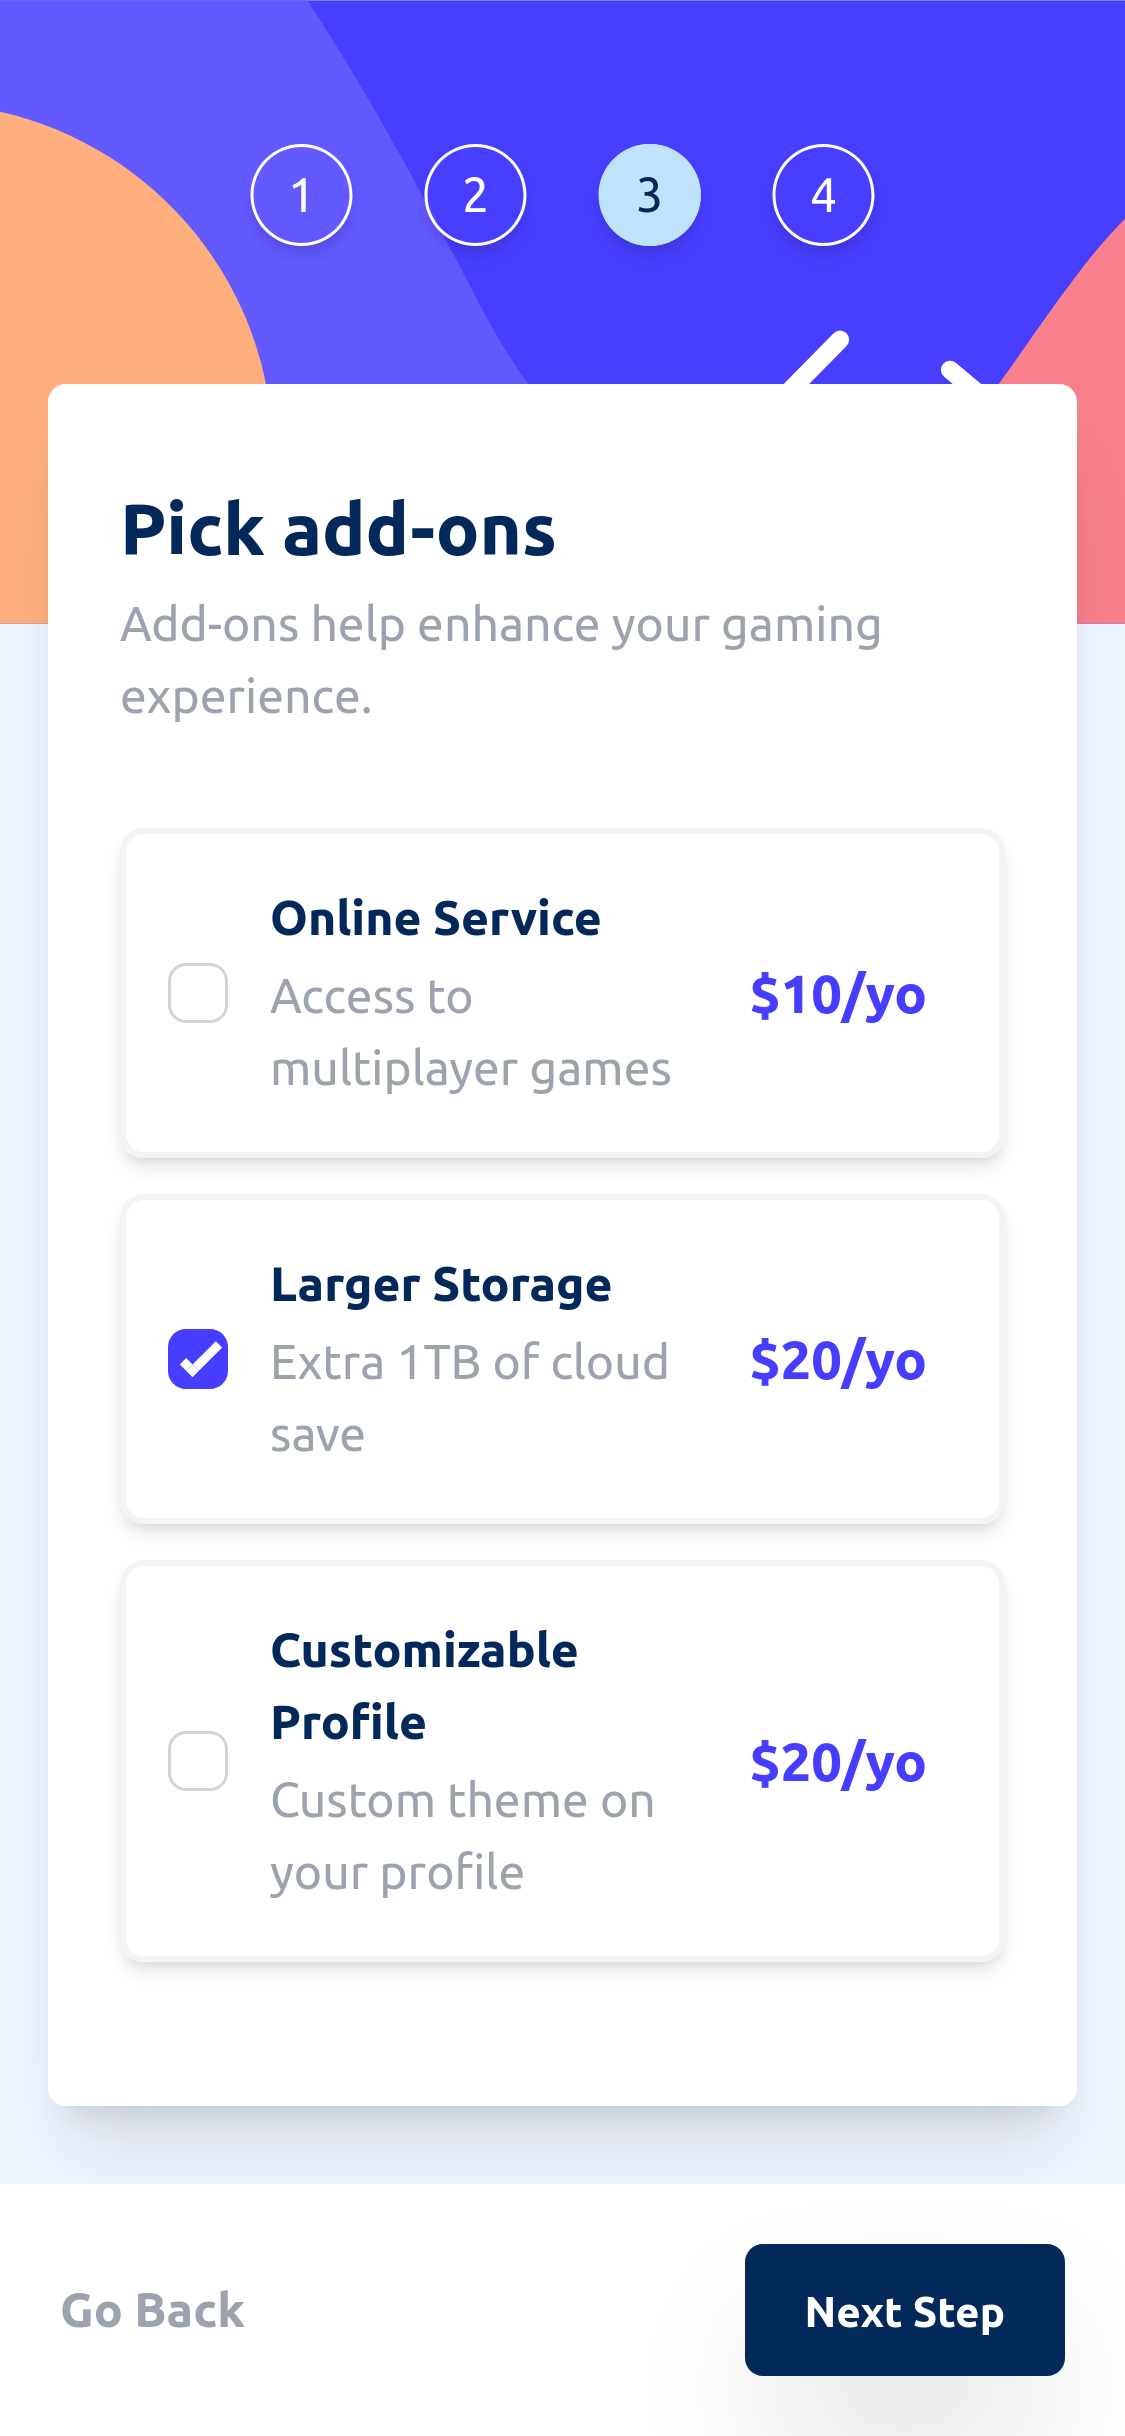 1 2 3 4
Pick add-ons
Add-ons help enhance your gaming
experience.
Online Service
Access to
multiplayer games
$10/yo
Larger Storage
Extra 1TB of cloud
save
$20/yo
Customizable
Profile
Custom theme on
your profile
$20/yo
Go Back
Next Step